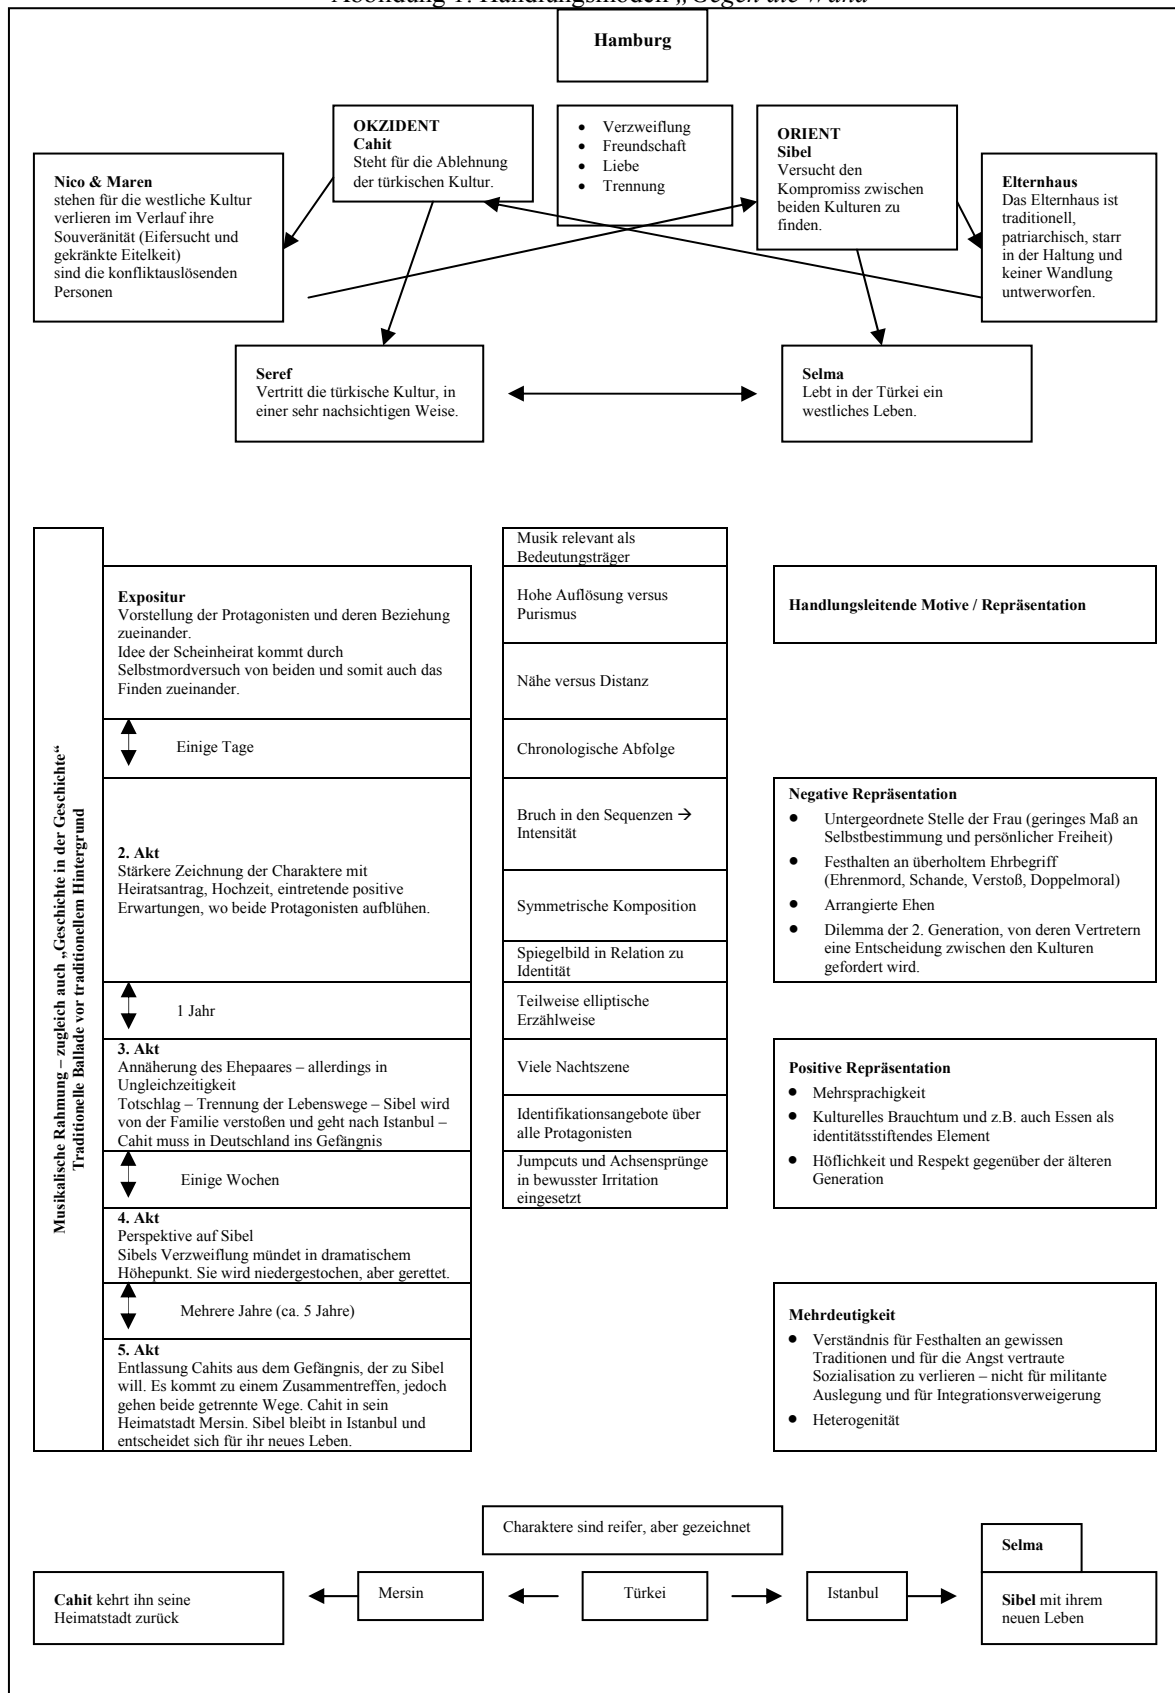 Abbildung 1: Handlungsmodell „Gegen die Wand“
Hamburg
OKZIDENT
Cahit
Steht für die Ablehnung
der türkischen Kultur.
• Verzweiflung
• Freundschaft
• Liebe
• Trennung
ORIENT
Sibel
Versucht den
Kompromiss zwischen
beiden Kulturen zu
finden.
Nico & Maren
stehen für die westliche Kultur
verlieren im Verlauf ihre
Souveränität (Eifersucht und
gekränkte Eitelkeit)
sind die konfliktauslösenden
Personen
Elternhaus
Das Elternhaus ist
traditionell,
patriarchisch, starr
in der Haltung und
keiner Wandlung
untwerworfen.
Seref
Vertritt die türkische Kultur, in
einer sehr nachsichtigen Weise.
Selma
Lebt in der Türkei ein
westliches Leben.
Musikalische Rahmung – zugleich auch „Geschichte in der Geschichte“
Traditionelle Ballade vor traditionellem Hintergrund
Expositur
Vorstellung der Protagonisten und deren Beziehung
zueinander.
Idee der Scheinheirat kommt durch
Selbstmordversuch von beiden und somit auch das
Finden zueinander.
Einige Tage
2. Akt
Stärkere Zeichnung der Charaktere mit
Heiratsantrag, Hochzeit, eintretende positive
Erwartungen, wo beide Protagonisten aufblühen.
1 Jahr
3. Akt
Annäherung des Ehepaares – allerdings in
Ungleichzeitigkeit
Totschlag – Trennung der Lebenswege – Sibel wird
von der Familie verstoßen und geht nach Istanbul –
Cahit muss in Deutschland ins Gefängnis
Einige Wochen
4. Akt
Perspektive auf Sibel
Sibels Verzweiflung mündet in dramatischem
Höhepunkt. Sie wird niedergestochen, aber gerettet.
Mehrere Jahre (ca. 5 Jahre)
5. Akt
Entlassung Cahits aus dem Gefängnis, der zu Sibel
will. Es kommt zu einem Zusammentreffen, jedoch
gehen beide getrennte Wege. Cahit in sein
Heimatstadt Mersin. Sibel bleibt in Istanbul und
entscheidet sich für ihr neues Leben.
Musik relevant als
Bedeutungsträger
Hohe Auflösung versus
Purismus
Nähe versus Distanz
Chronologische Abfolge
Bruch in den Sequenzen →
Intensität
Symmetrische Komposition
Spiegelbild in Relation zu
Identität
Teilweise elliptische
Erzählweise
Viele Nachtszene
Identifikationsangebote über
alle Protagonisten
Jumpcuts und Achsensprünge
in bewusster Irritation
eingesetzt
Handlungsleitende Motive / Repräsentation
Negative Repräsentation
• Untergeordnete Stelle der Frau (geringes Maß an
Selbstbestimmung und persönlicher Freiheit)
• Festhalten an überholtem Ehrbegriff
(Ehrenmord, Schande, Verstoß, Doppelmoral)
• Arrangierte Ehen
• Dilemma der 2. Generation, von deren Vertretern
eine Entscheidung zwischen den Kulturen
gefordert wird.
Positive Repräsentation
• Mehrsprachigkeit
• Kulturelles Brauchtum und z.B. auch Essen als
identitätsstiftendes Element
• Höflichkeit und Respekt gegenüber der älteren
Generation
Mehrdeutigkeit
• Verständnis für Festhalten an gewissen
Traditionen und für die Angst vertraute
Sozialisation zu verlieren – nicht für militante
Auslegung und für Integrationsverweigerung
• Heterogenität
Charaktere sind reifer, aber gezeichnet
Selma
Cahit kehrt ihn seine
Heimatstadt zurück
Mersin
Türkei
Istanbul
Sibel mit ihrem
neuen Leben